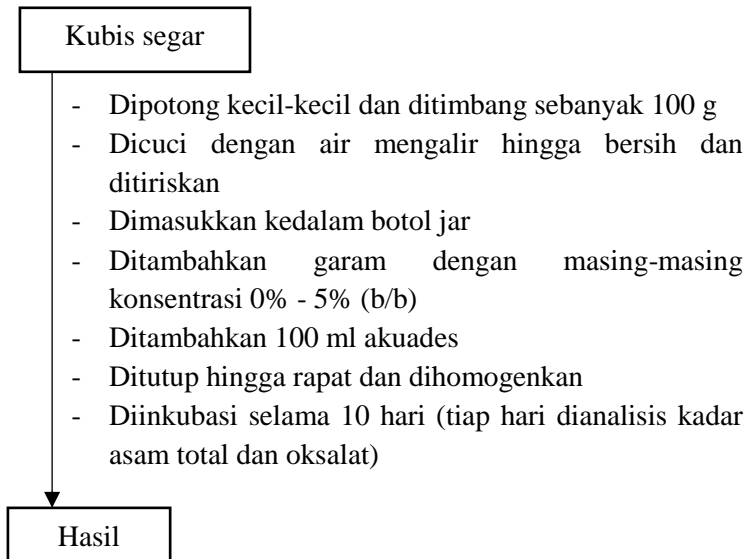 Kubis segar
- Dipotong kecil-kecil dan ditimbang sebanyak 100 g
- Dicuci dengan air mengalir hingga bersih dan
ditiriskan
- Dimasukkan kedalam botol jar
- Ditambahkan garam dengan masing-masing
konsentrasi 0% - 5% (b/b)
- Ditambahkan 100 ml akuades
- Ditutup hingga rapat dan dihomogenkan
- Diinkubasi selama 10 hari (tiap hari dianalisis kadar
asam total dan oksalat)
Hasil